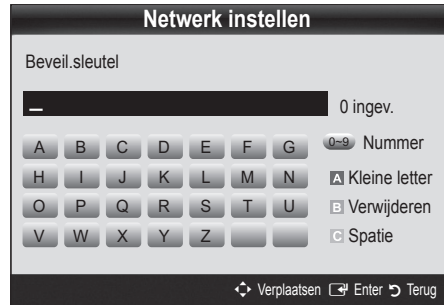 Netwerk instellen
Beveil.sleutel
_ 0 ingev.
A B C D E F G 0~9 Nummer
H I J K L M N A Kleine letter
O P Q R S T U B Verwijderen
V W X Y Z C Spatie
Verplaatsen Enter Terug